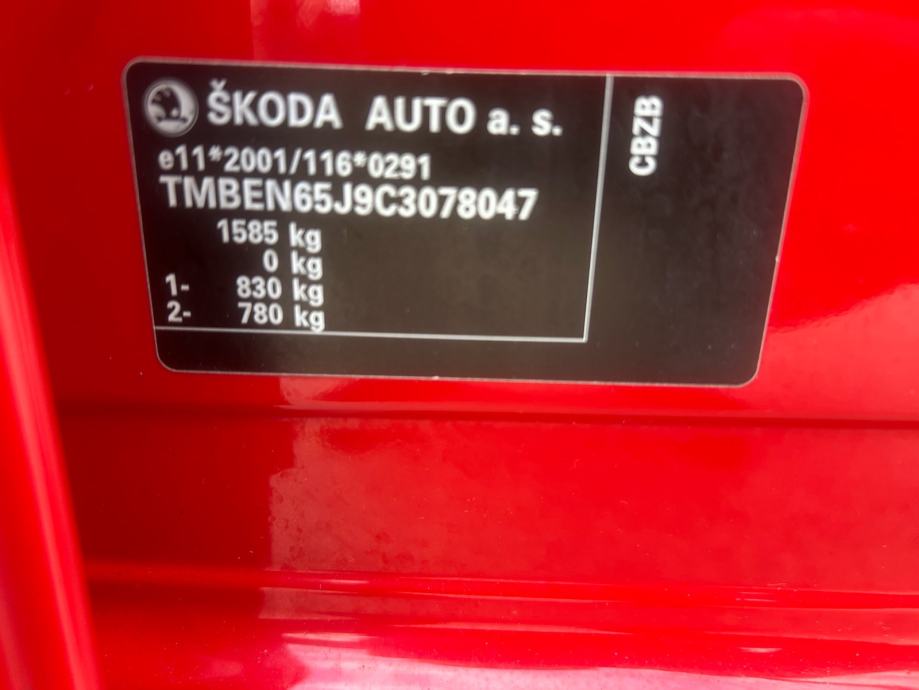 ŠKODA AUTO a. s.
e11*2001/116*0291
TMBEN65J9C3078047
1585 kg
0 kg
1- 830 kg
2- 780 kg
CBZB